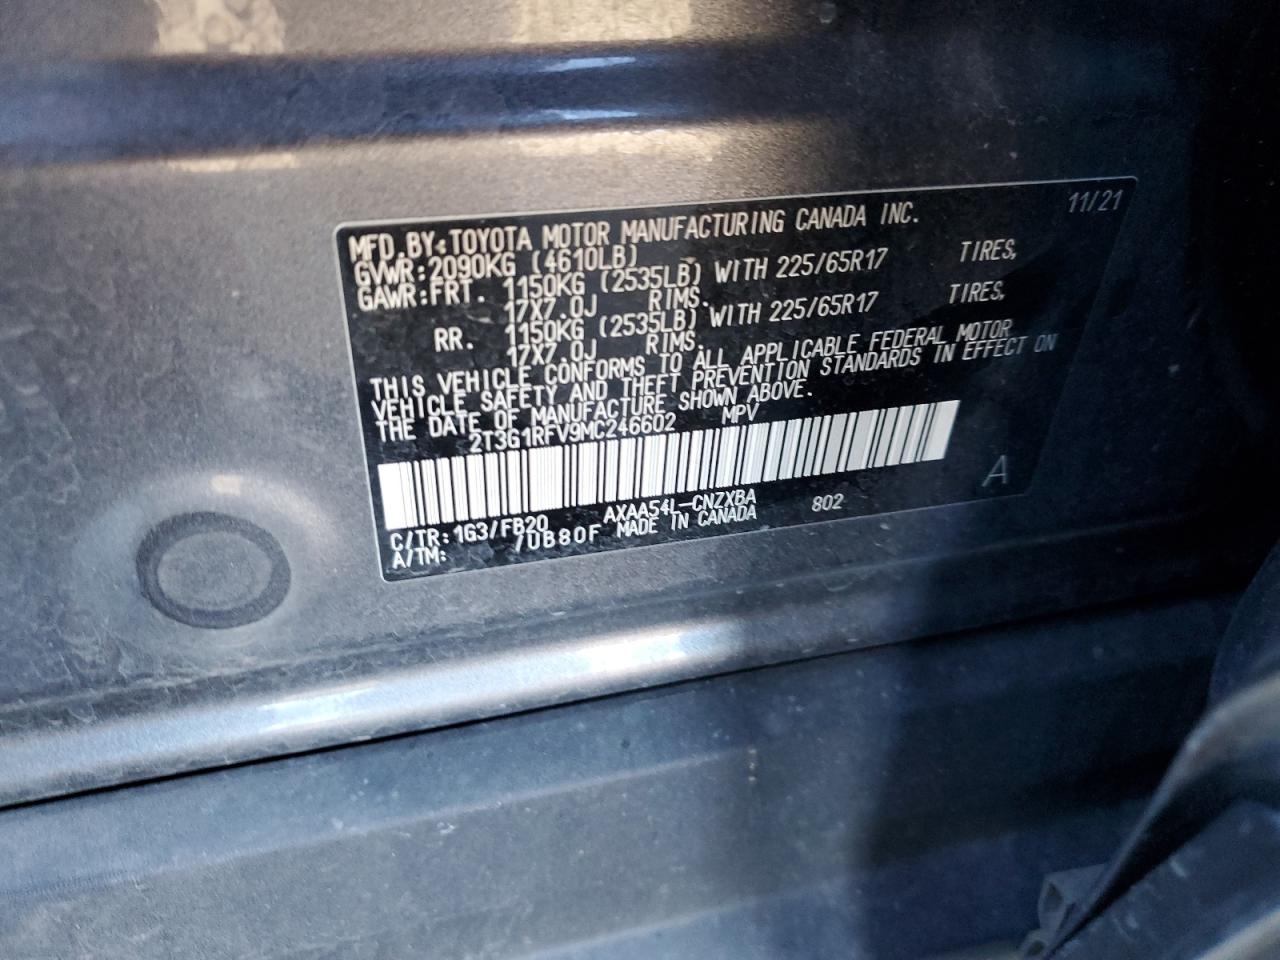 11/21
MFD.BY:TOYOTA MOTOR MANUFACTURING CANADA INC.
GVWR:2090KG (4610LB)
GAWR:FRT. 1150KG (2535LB) WITH 225/65R17 TIRES,
17X7.0J RIMS.
RR. 1150KG (2535LB) WITH 225/65R17 TIRES,
17X7.0J RIMS.
THIS VEHICLE CONFORMS TO ALL APPLICABLE FEDERAL MOTOR
VEHICLE SAFETY AND THEFT PREVENTION STANDARDS IN EFFECT ON
THE DATE OF MANUFACTURE SHOWN ABOVE.
2T3G1RFV9MC246602 MPV
A
C/TR:1G3/FB20 AXAA54L-CNZXBA 802
A/TM: /UB80F MADE IN CANADA